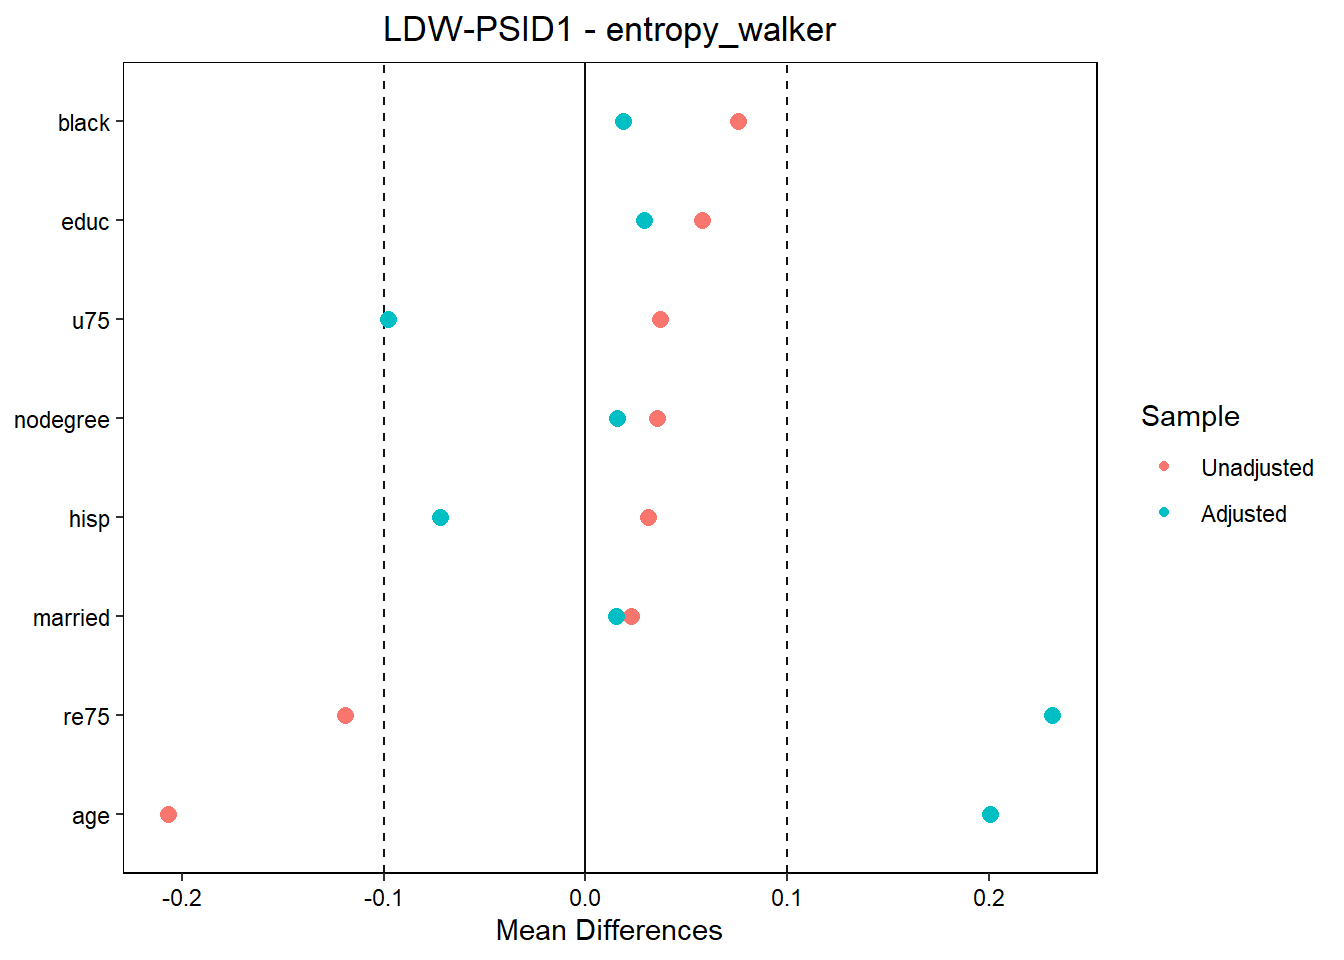 LDW-PSID1 - entropy_walker
black
educ
u75
nodegree
hisp
married
re75
age
-0.2 -0.1 0.0 0.1 0.2
Mean Differences
Sample
Unadjusted
Adjusted